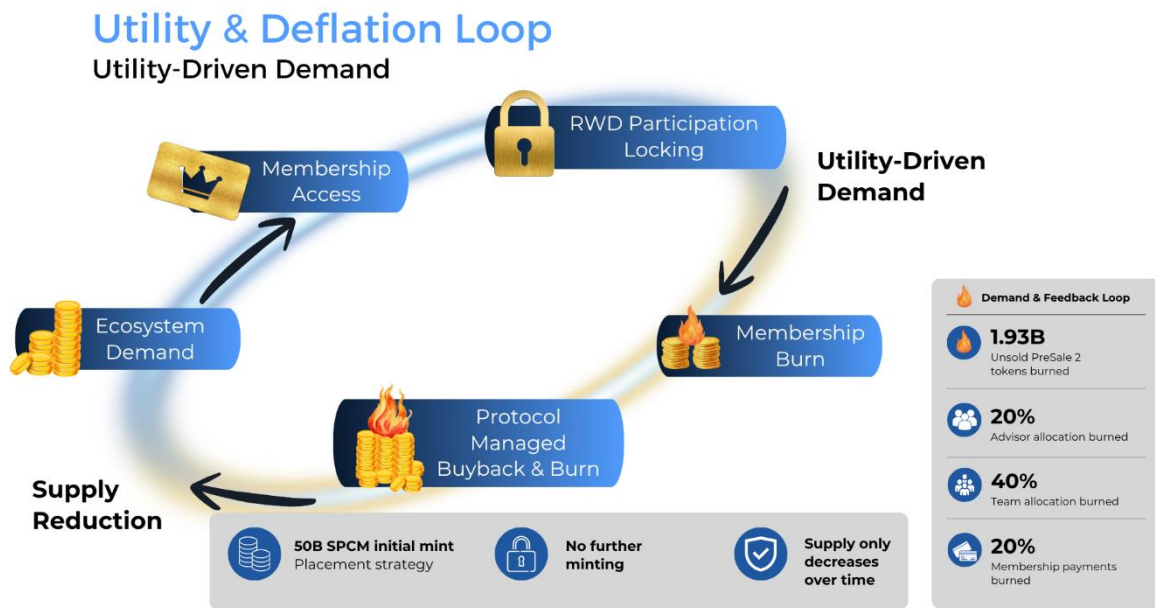 Utility & Deflation Loop
Utility-Driven Demand
RWD Participation
Locking
Membership
Access
Utility-Driven
Demand
Ecosystem
Demand
Membership
Burn
Protocol
Managed
Buyback & Burn
Supply
Reduction
50B SPCM initial mint
Placement strategy
No further
minting
Supply only
decreases
over time
Demand & Feedback Loop
1.93B
Unsold PreSale 2
tokens burned
20%
Advisor allocation burned
40%
Team allocation burned
20%
Membership payments
burned